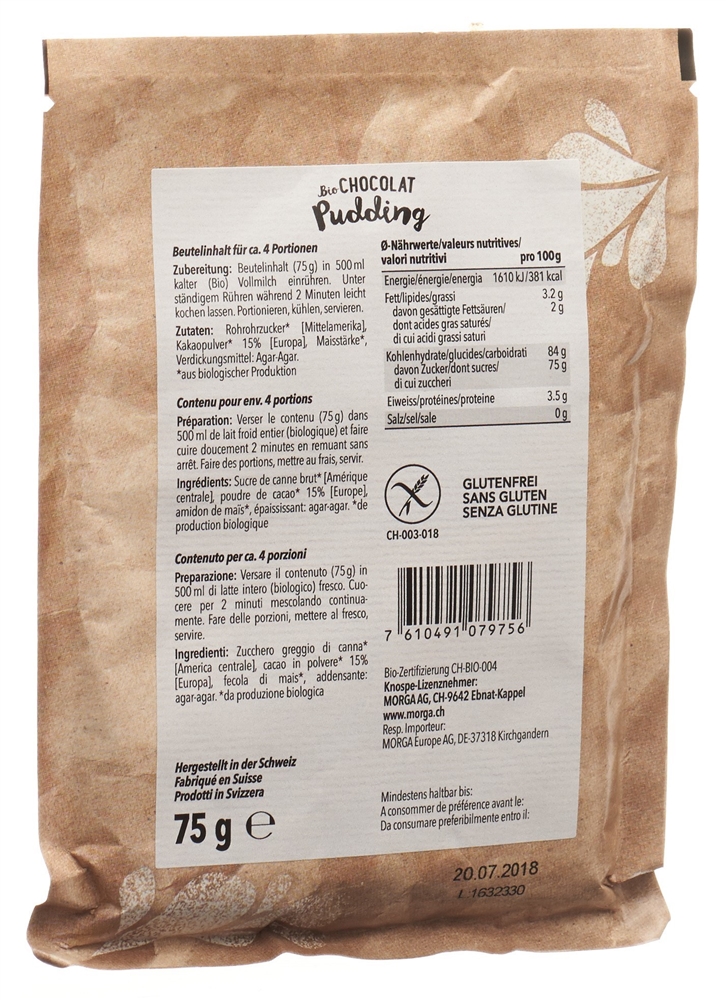 Bio CHOCOLAT
Pudding
Beutelinhalt für ca. 4 Portionen
Zubereitung: Beutelinhalt (75 g) in 500 ml
kalter (Bio) Vollmilch einrühren. Unter
ständigem Rühren während 2 Minuten leicht
kochen lassen. Portionieren, kühlen, servieren.
Zutaten: Rohrohrzucker* [Mittelamerika],
Kakaopulver* 15% [Europa], Maisstärke*,
Verdickungsmittel: Agar-Agar.
*aus biologischer Produktion
Contenu pour env. 4 portions
Préparation: Verser le contenu (75 g) dans
500 ml de lait froid entier (biologique) et faire
cuire doucement 2 minutes en remuant sans
arrêt. Faire des portions, mettre au frais, servir.
Ingrédients: Sucre de canne brut* [Amérique
centrale], poudre de cacao* 15% [Europe],
amidon de maïs*, épaississant: agar-agar. *de
production biologique
Contenuto per ca. 4 porzioni
Preparazione: Versare il contenuto (75 g) in
500 ml di latte intero (biologico) fresco. Cuo-
cere per 2 minuti mescolando continua-
mente. Fare delle porzioni, mettere al fresco,
servire.
Ingredienti: Zucchero greggio di canna*
[America centrale], cacao in polvere* 15%
[Europa], fecola di mais*, addensante:
agar-agar. *da produzione biologica
Hergestellt in der Schweiz
Fabriqué en Suisse
Prodotti in Svizzera
75 g e
Ø-Nährwerte/valeurs nutritives/
valori nutritivi pro 100 g
Energie/énergie/energia 1610 kJ/381 kcal
Fett/lipides/grassi 3.2 g
davon gesättigte Fettsäuren/ 2 g
dont acides gras saturés/
di cui acidi grassi saturi
Kohlenhydrate/glucides/carboidrati 84 g
davon Zucker/dont sucres/ 75 g
di cui zuccheri
Eiweiss/protéines/proteine 3.5 g
Salz/sel/sale 0 g
GLUTENFREI
SANS GLUTEN
SENZA GLUTINE
CH-003-018
7 610491 079756
Bio-Zertifizierung CH-BIO-004
Knospe-Lizenznehmer:
MORGA AG, CH-9642 Ebnat-Kappel
www.morga.ch
Resp. Importeur:
MORGA Europe AG, DE-37318 Kirchgandern
Mindestens haltbar bis:
A consommer de préférence avant le:
Da consumare preferibilmente entro il:
20.07.2018
L 1632330